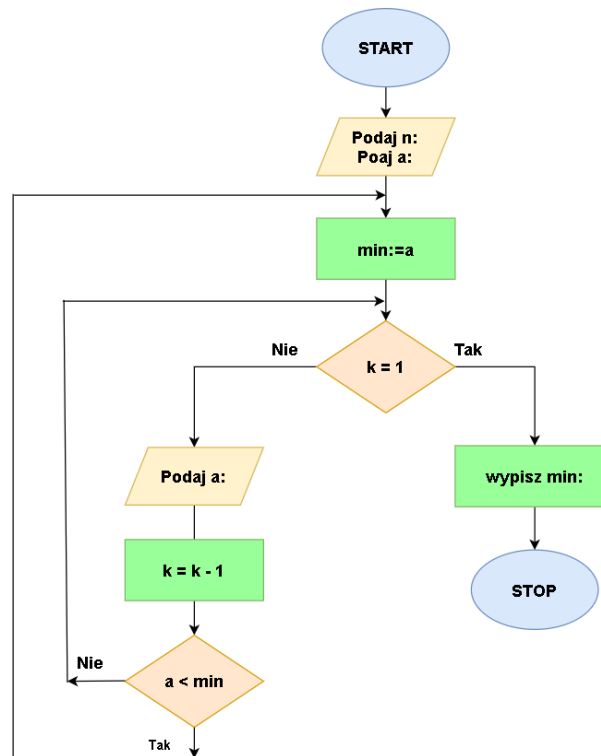 START
Podaj n:
Poaj a:
min:=a
Nie
Tak
k = 1
Podaj a:
wypisz min:
k = k - 1
STOP
Nie
a < min
Tak